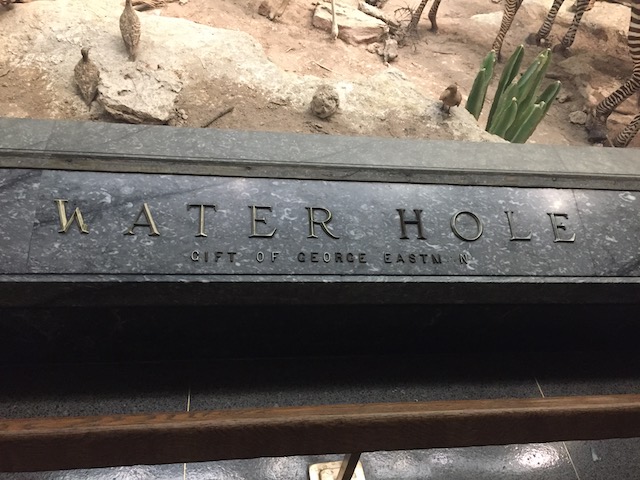 WATER HOLE
GIFT OF GEORGE EASTM N